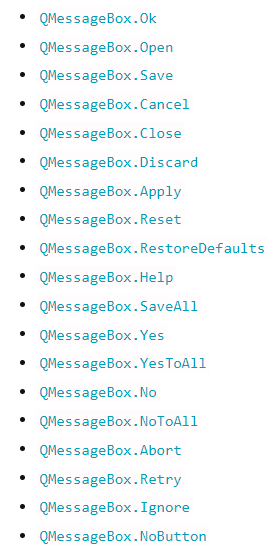 QMessageBox.Ok
QMessageBox.Open
QMessageBox.Save
QMessageBox.Cancel
QMessageBox.Close
QMessageBox.Discard
QMessageBox.Apply
QMessageBox.Reset
QMessageBox.RestoreDefaults
QMessageBox.Help
QMessageBox.SaveAll
QMessageBox.Yes
QMessageBox.YesToAll
QMessageBox.No
QMessageBox.NoToAll
QMessageBox.Abort
QMessageBox.Retry
QMessageBox.Ignore
QMessageBox.NoButton